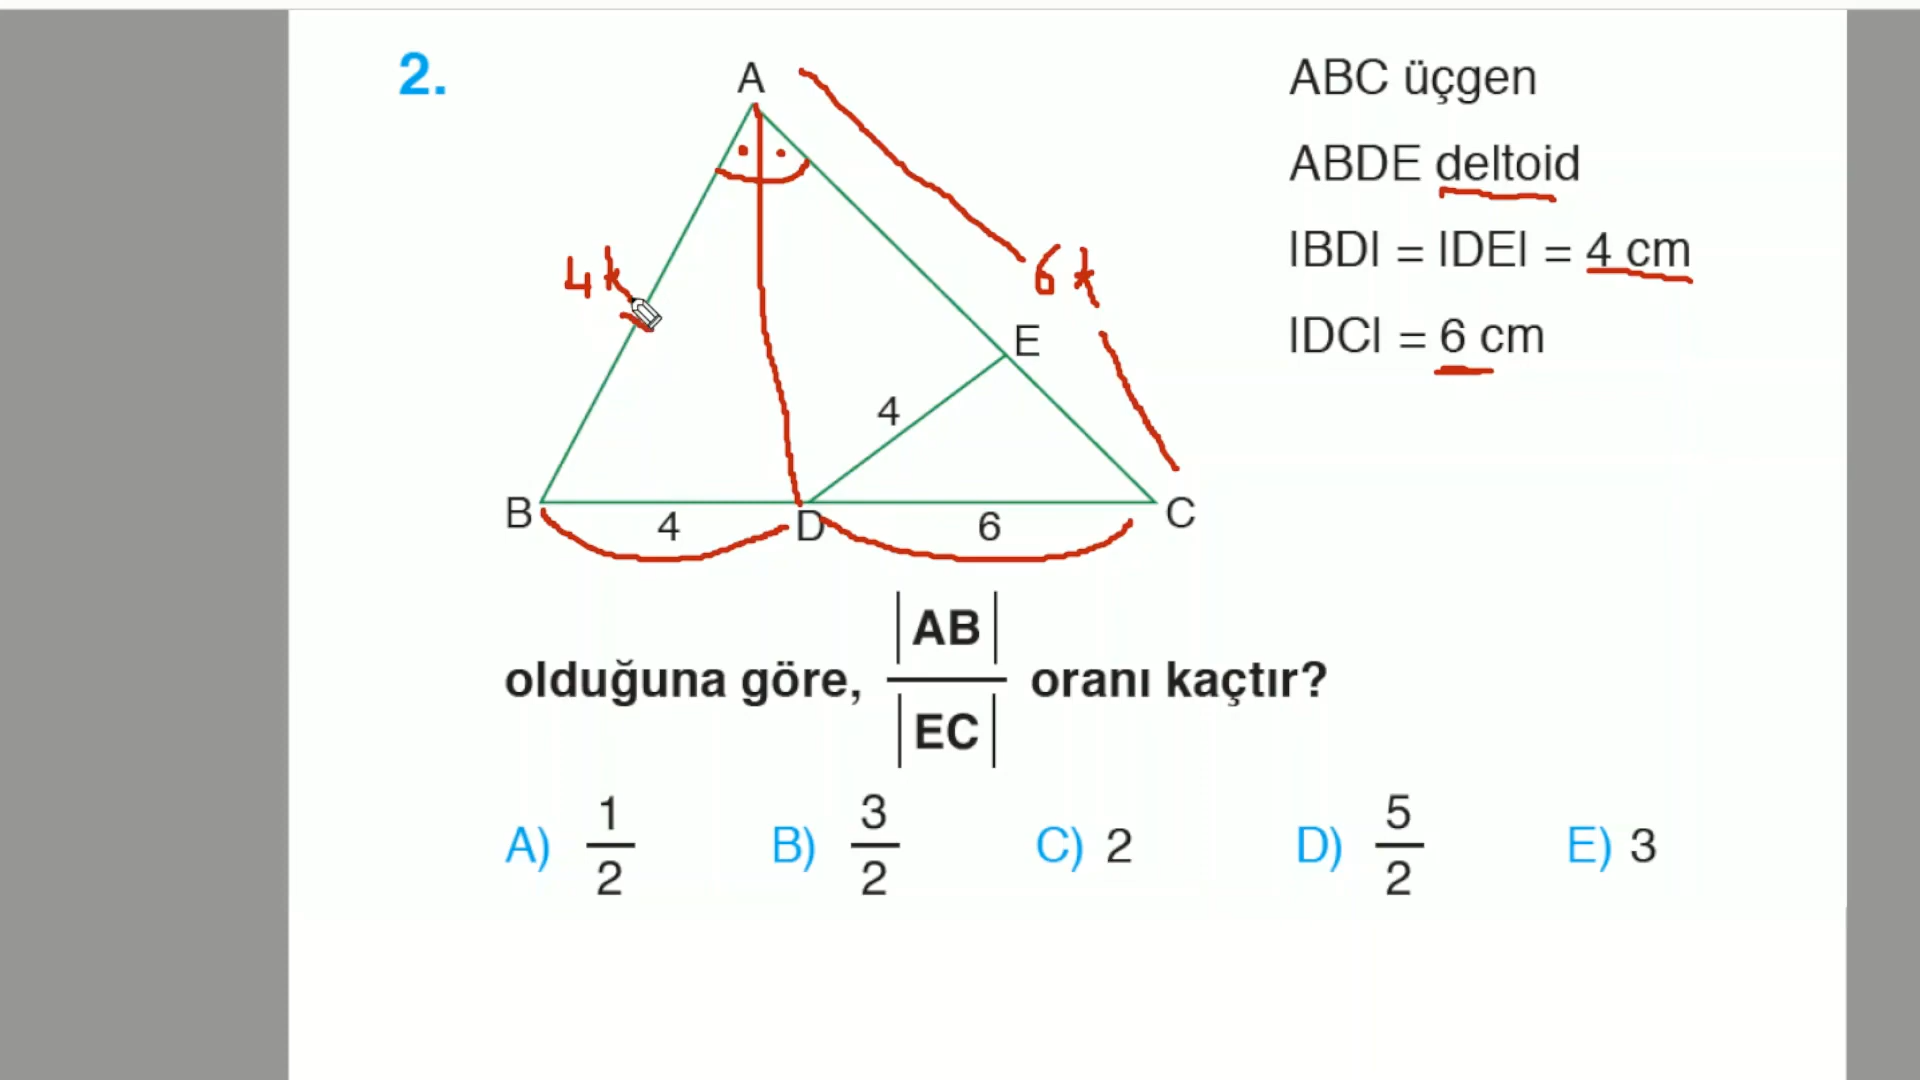 2.
A
ABC üçgen
ABDE deltoid
4k
6k
IBDI = IDEI = 4 cm
E
IDCI = 6 cm
4
B
4
D
6
C
olduğuna göre, |AB| / |EC| oranı kaçtır?
A) 1/2 B) 3/2 C) 2 D) 5/2 E) 3